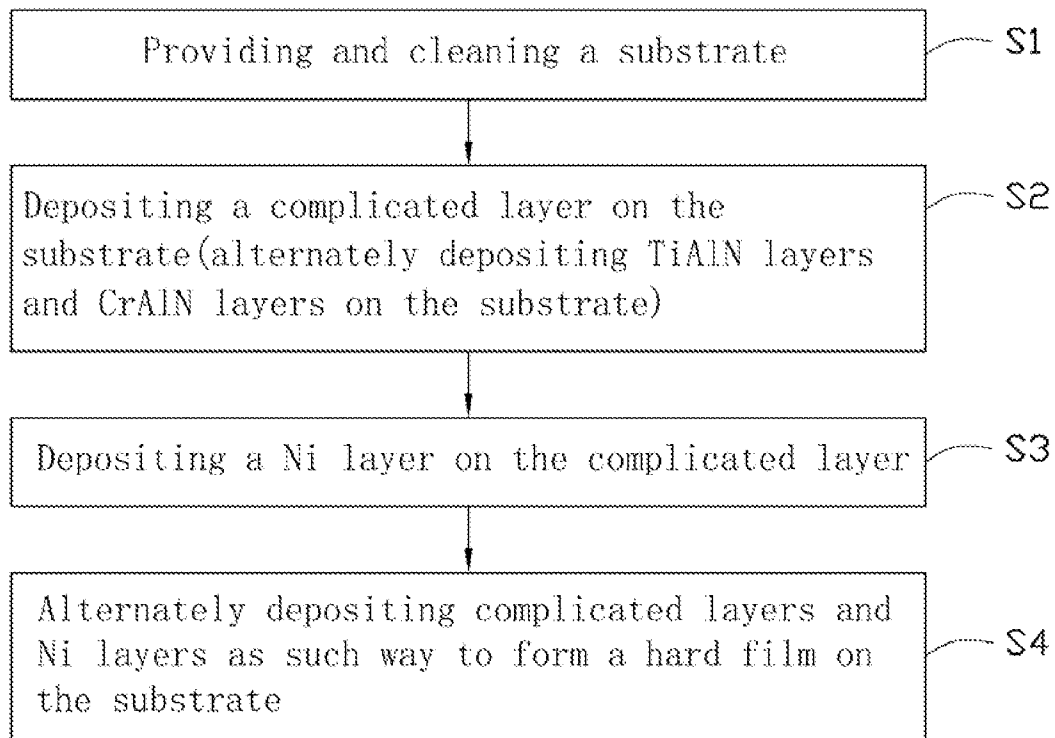 Providing and cleaning a substrate
S1
Depositing a complicated layer on the
substrate(alternately depositing TiAlN layers
and CrAlN layers on the substrate)
S2
Depositing a Ni layer on the complicated layer
S3
Alternately depositing complicated layers and
Ni layers as such way to form a hard film on
the substrate
S4